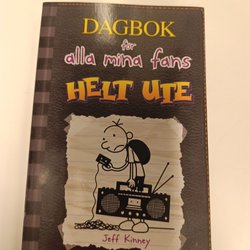 DAGBOK
för
alla mina fans
HELT UTE
Jeff Kinney